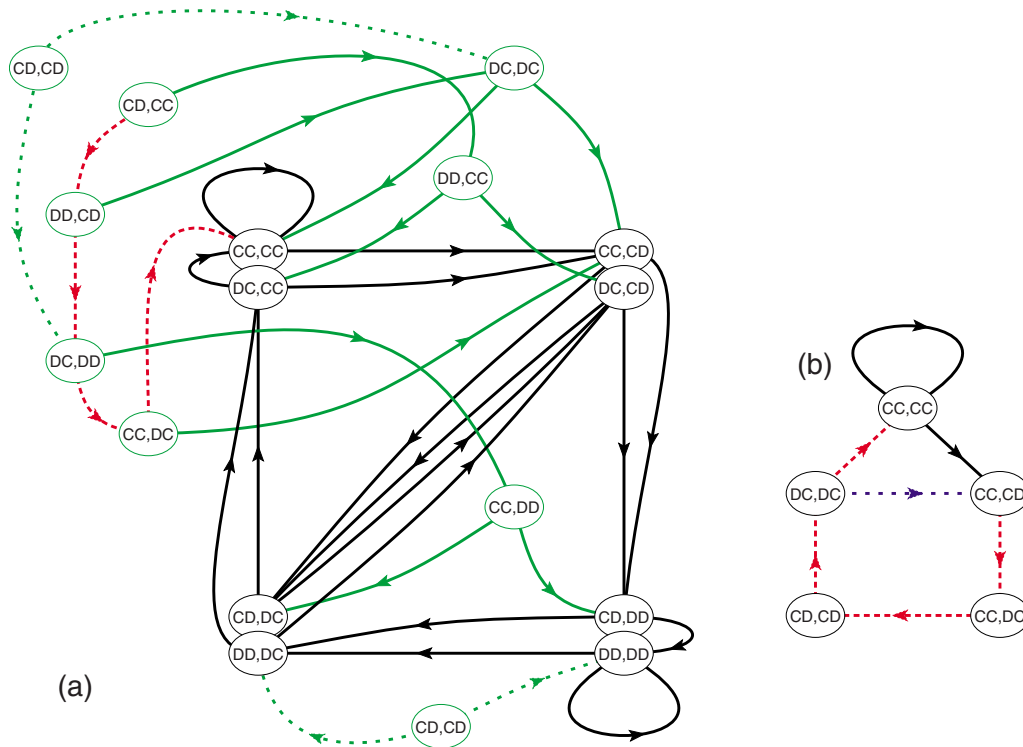 CD,CD
DC,DC
CD,CC
DD,CC
DD,CD
CC,CC
CC,CD
DC,CC
DC,CD
DC,DD
CC,DC
CC,DD
CD,DC
CD,DD
DD,DC
DD,DD
CD,CD
(a)
(b)
CC,CC
DC,DC
CC,CD
CD,CD
CC,DC